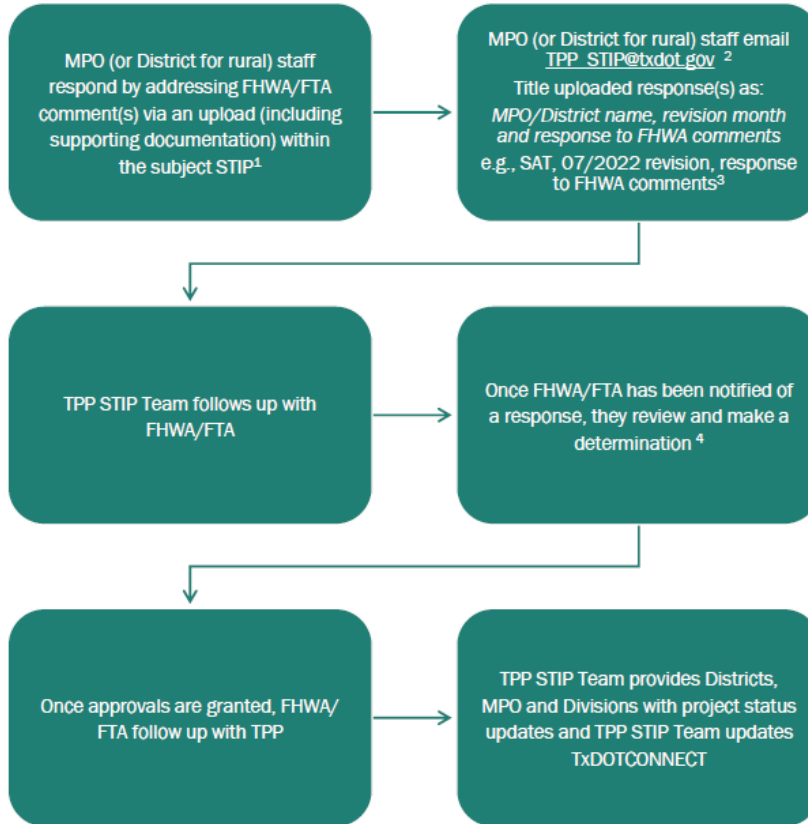 MPO (or District for rural) staff
respond by addressing FHWA/FTA
comment(s) via an upload (including
supporting documentation) within
the subject STIP¹
MPO (or District for rural) staff email
TPP_STIP@txdot.gov ²
Title uploaded response(s) as:
MPO/District name, revision month
and response to FHWA comments
e.g., SAT, 07/2022 revision, response
to FHWA comments³
TPP STIP Team follows up with
FHWA/FTA
Once FHWA/FTA has been notified of
a response, they review and make a
determination ⁴
Once approvals are granted, FHWA/
FTA follow up with TPP
TPP STIP Team provides Districts,
MPO and Divisions with project status
updates and TPP STIP Team updates
TxDOTCONNECT